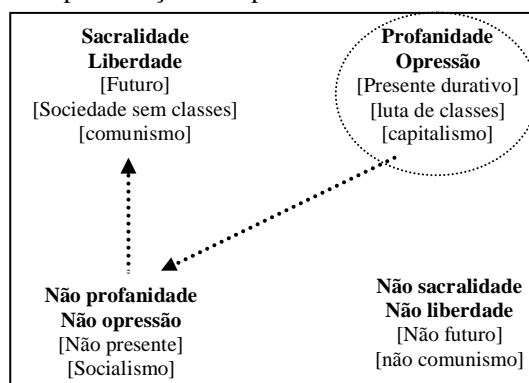 Sacralidade
Liberdade
[Futuro]
[Sociedade sem classes]
[comunismo]
Profanidade
Opressão
[Presente durativo]
[luta de classes]
[capitalismo]
Não profanidade
Não opressão
[Não presente]
[Socialismo]
Não sacralidade
Não liberdade
[Não futuro]
[não comunismo]